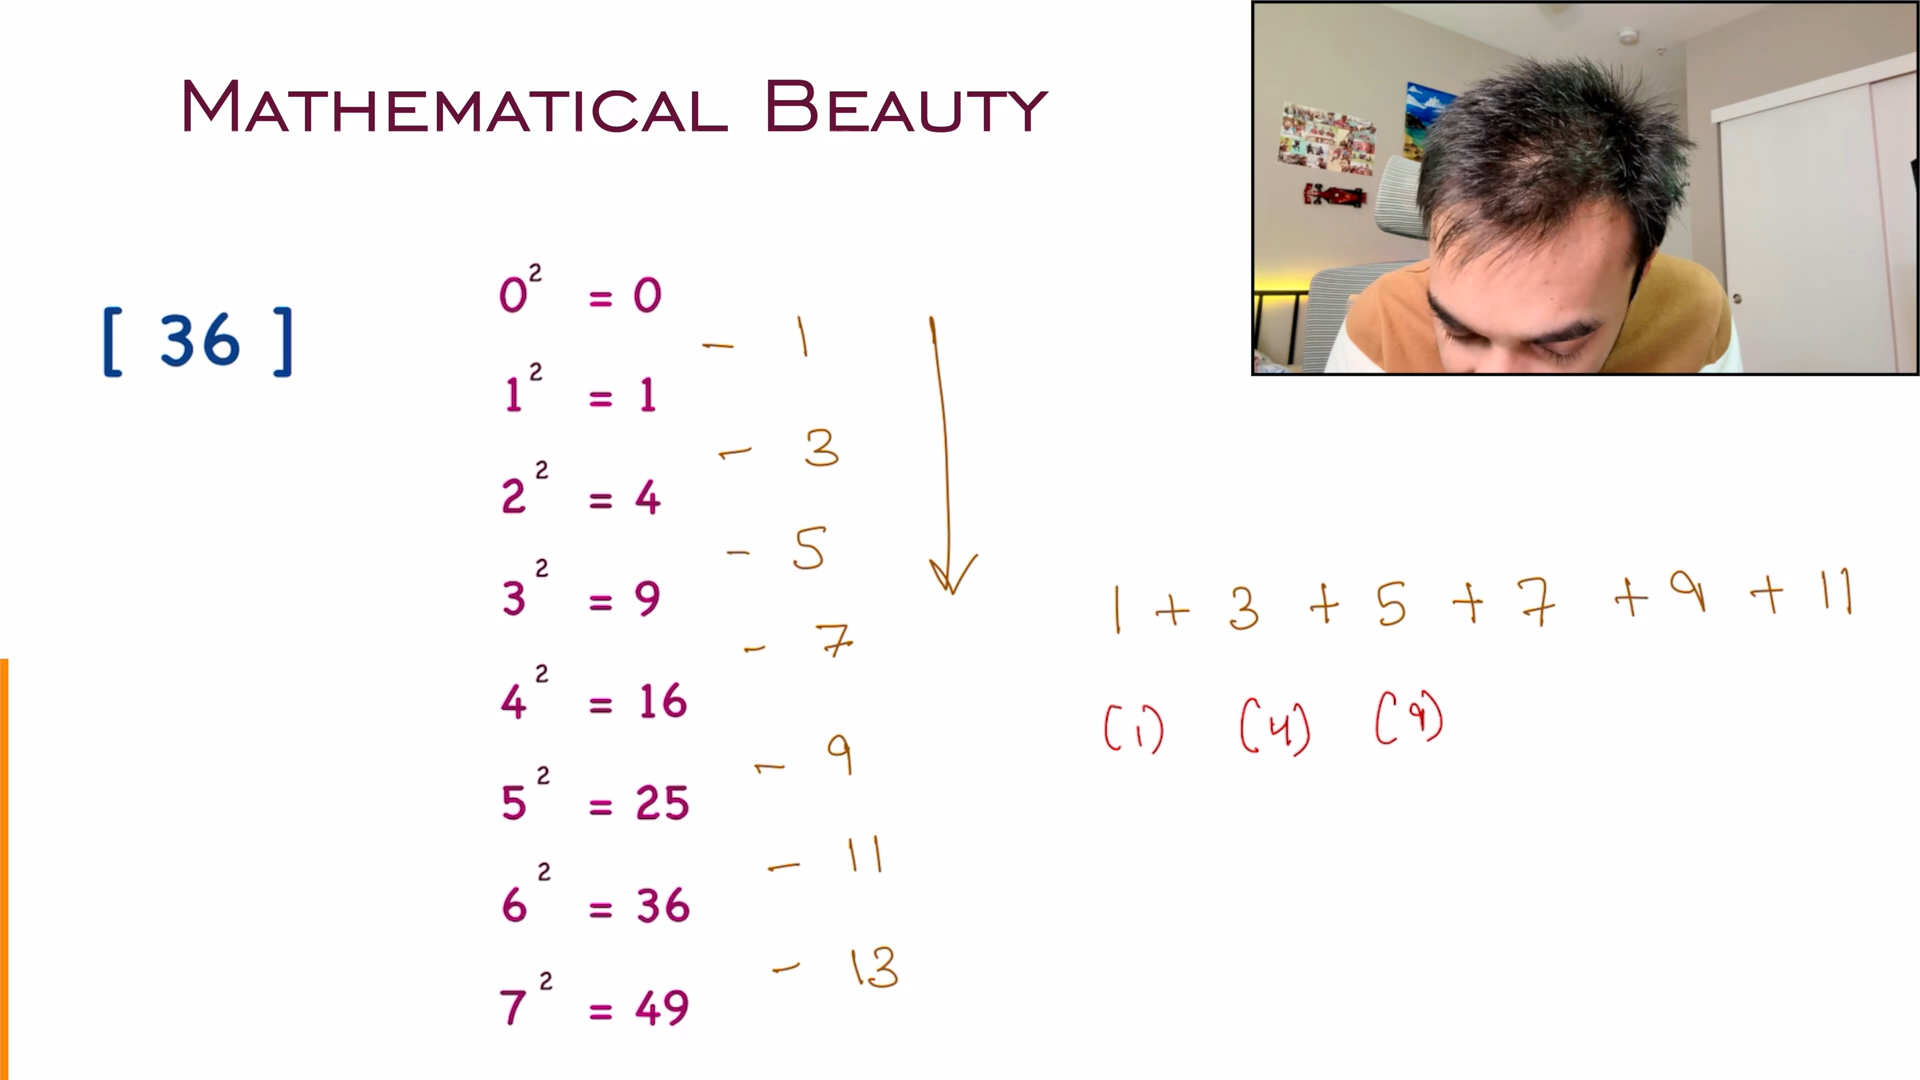 MATHEMATICAL BEAUTY
[ 36 ]
0² = 0
- 1
1² = 1
- 3
2² = 4
- 5
3² = 9
- 7
4² = 16
- 9
5² = 25
- 11
6² = 36
- 13
7² = 49
1 + 3 + 5 + 7 + 9 + 11
(1) (4) (9)